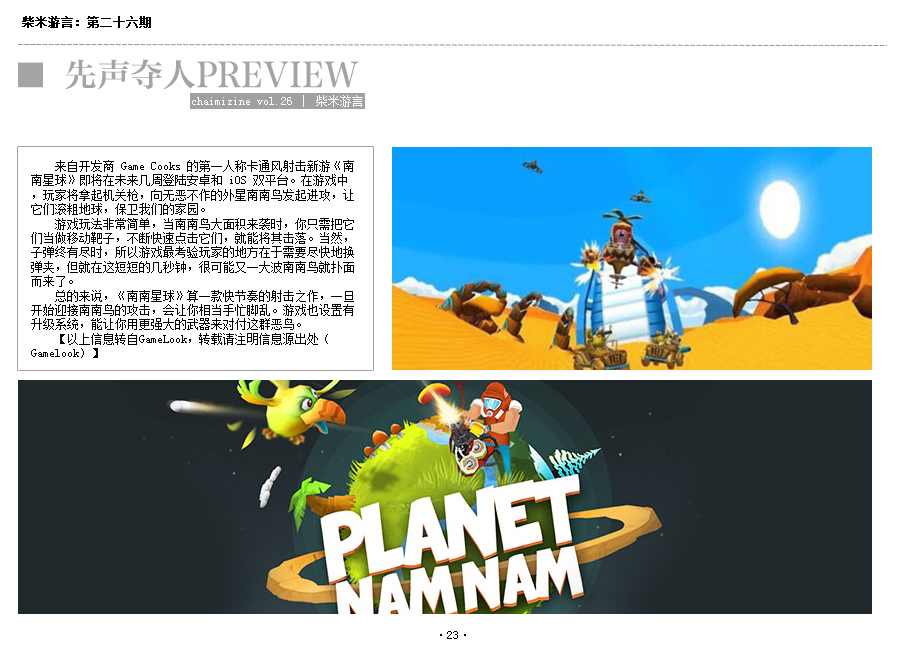 柴米游言：第二十六期
先声夺人PREVIEW
chaimizine vol.26 | 柴米游言
来自开发商 Game Cooks 的第一人称卡通风射击新游《南
南星球》即将在未来几周登陆安卓和 iOS 双平台。在游戏中
，玩家将拿起机关枪，向无恶不作的外星南南鸟发起进攻，让
它们滚粗地球，保卫我们的家园。
游戏玩法非常简单，当南南鸟大面积来袭时，你只需把它
们当做移动靶子，不断快速点击它们，就能将其击落。当然，
子弹终有尽时，所以游戏最考验玩家的地方在于需要尽快地换
弹夹，但就在这短短的几秒钟，很可能又一大波南南鸟就扑面
而来了。
总的来说，《南南星球》算一款快节奏的射击之作，一旦
开始迎接南南鸟的攻击，会让你相当手忙脚乱。游戏也设置有
升级系统，能让你用更强大的武器来对付这群恶鸟。
【以上信息转自GameLook，转载请注明信息源出处（
Gamelook）】
PLANET
NAM NAM
·23·